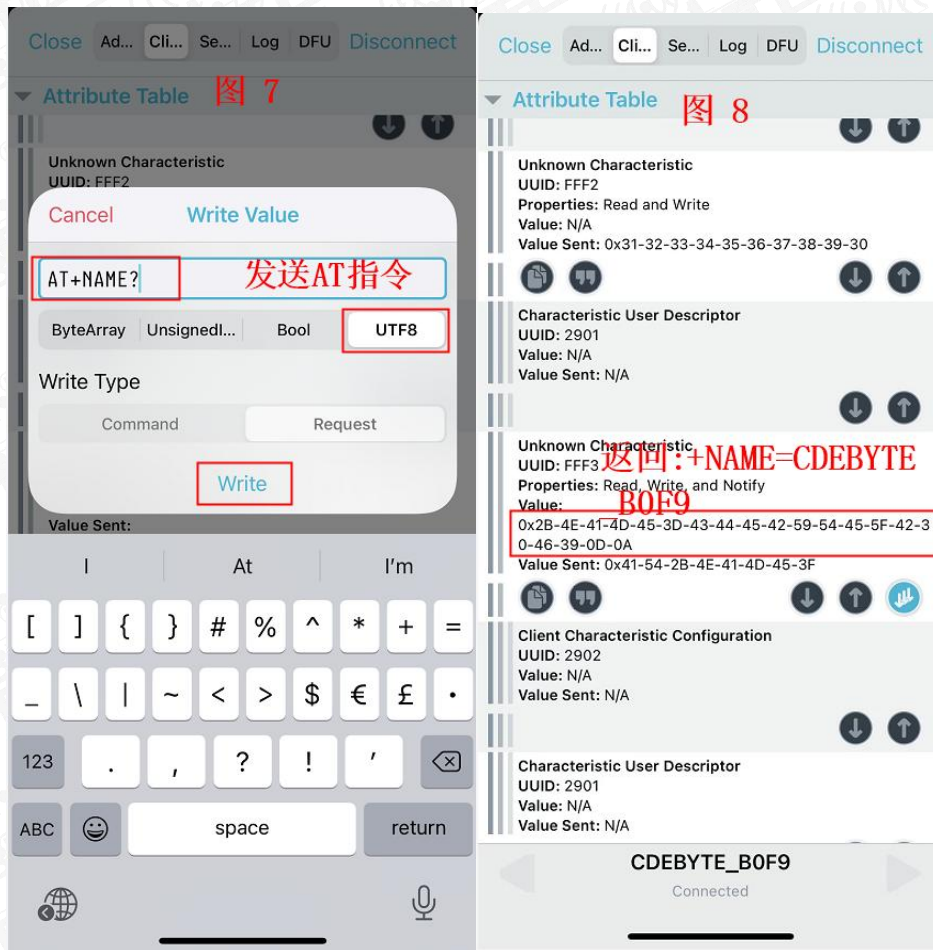 Close Ad... Cli... Se... Log DFU Disconnect
图 7
Attribute Table
Unknown Characteristic
UUID: FFF2
Cancel Write Value
AT+NAME? 发送AT指令
ByteArray UnsignedI... Bool UTF8
Write Type
Command Request
Write
Value Sent:
I At I'm
[ ] { } # % ^ * + =
_ \ | ~ < > $ € £ •
123 . , ? ! ′
ABC space return
Close Ad... Cli... Se... Log DFU Disconnect
Attribute Table 图 8
Unknown Characteristic
UUID: FFF2
Properties: Read and Write
Value: N/A
Value Sent: 0x31-32-33-34-35-36-37-38-39-30
Characteristic User Descriptor
UUID: 2901
Value: N/A
Value Sent: N/A
Unknown Characteristic
UUID: FFF3
返回:+NAME=CDEBYTE
_B0F9
Properties: Read, Write, and Notify
Value:
0x2B-4E-41-4D-45-3D-43-44-45-42-59-54-45-5F-42-3
0-46-39-0D-0A
Value Sent: 0x41-54-2B-4E-41-4D-45-3F
Client Characteristic Configuration
UUID: 2902
Value: N/A
Value Sent: N/A
Characteristic User Descriptor
UUID: 2901
Value: N/A
Value Sent: N/A
CDEBYTE_B0F9
Connected